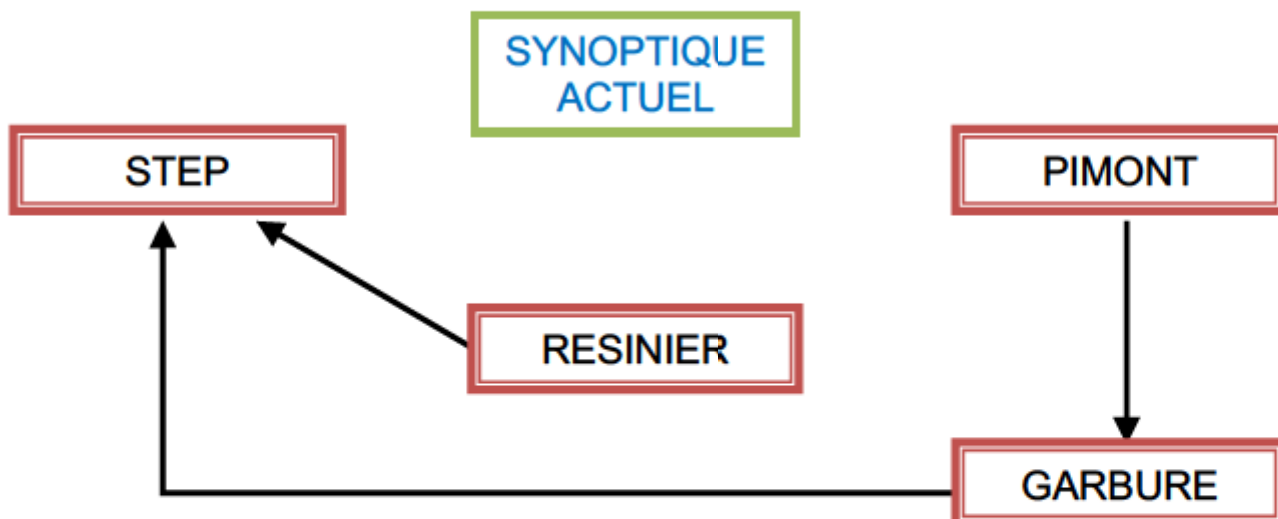 SYNOPTIQUE
ACTUEL
STEP
PIMONT
RESINIER
GARBURE